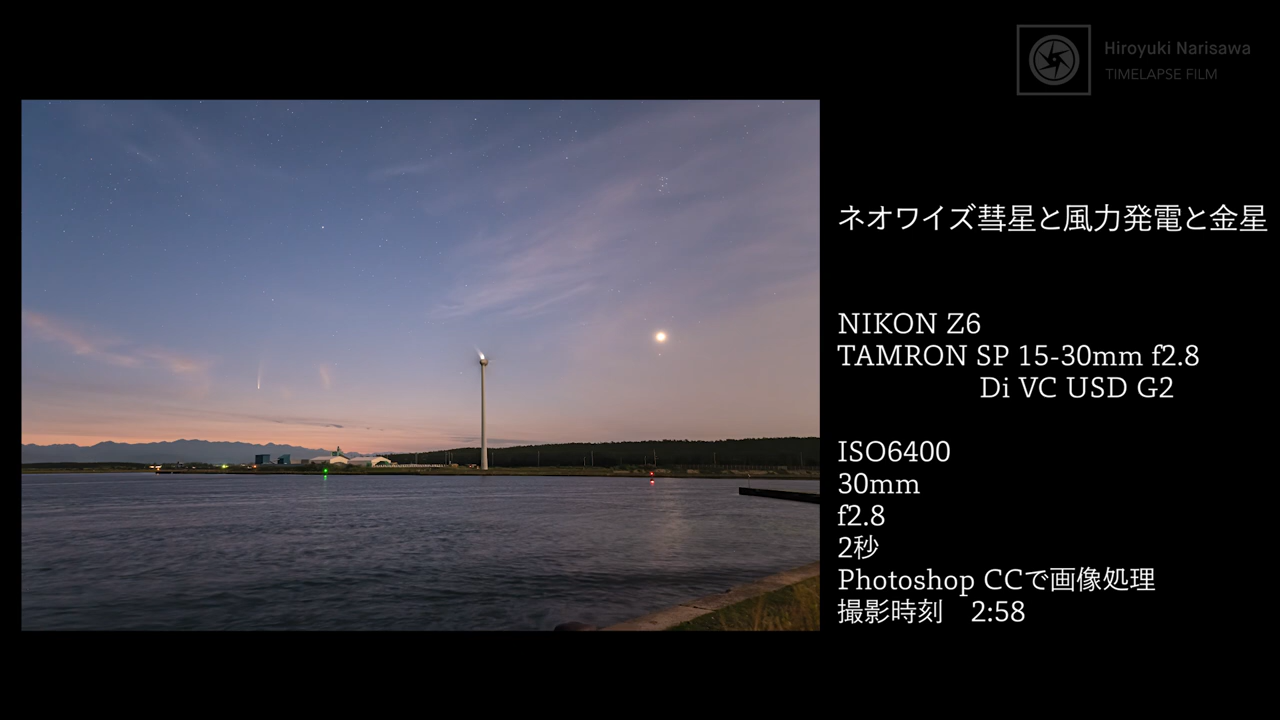 Hiroyuki Narisawa
TIMELAPSE FILM
ネオワイズ彗星と風力発電と金星
NIKON Z6
TAMRON SP 15-30mm f2.8
Di VC USD G2
ISO6400
30mm
f2.8
2秒
Photoshop CCで画像処理
撮影時刻　2:58